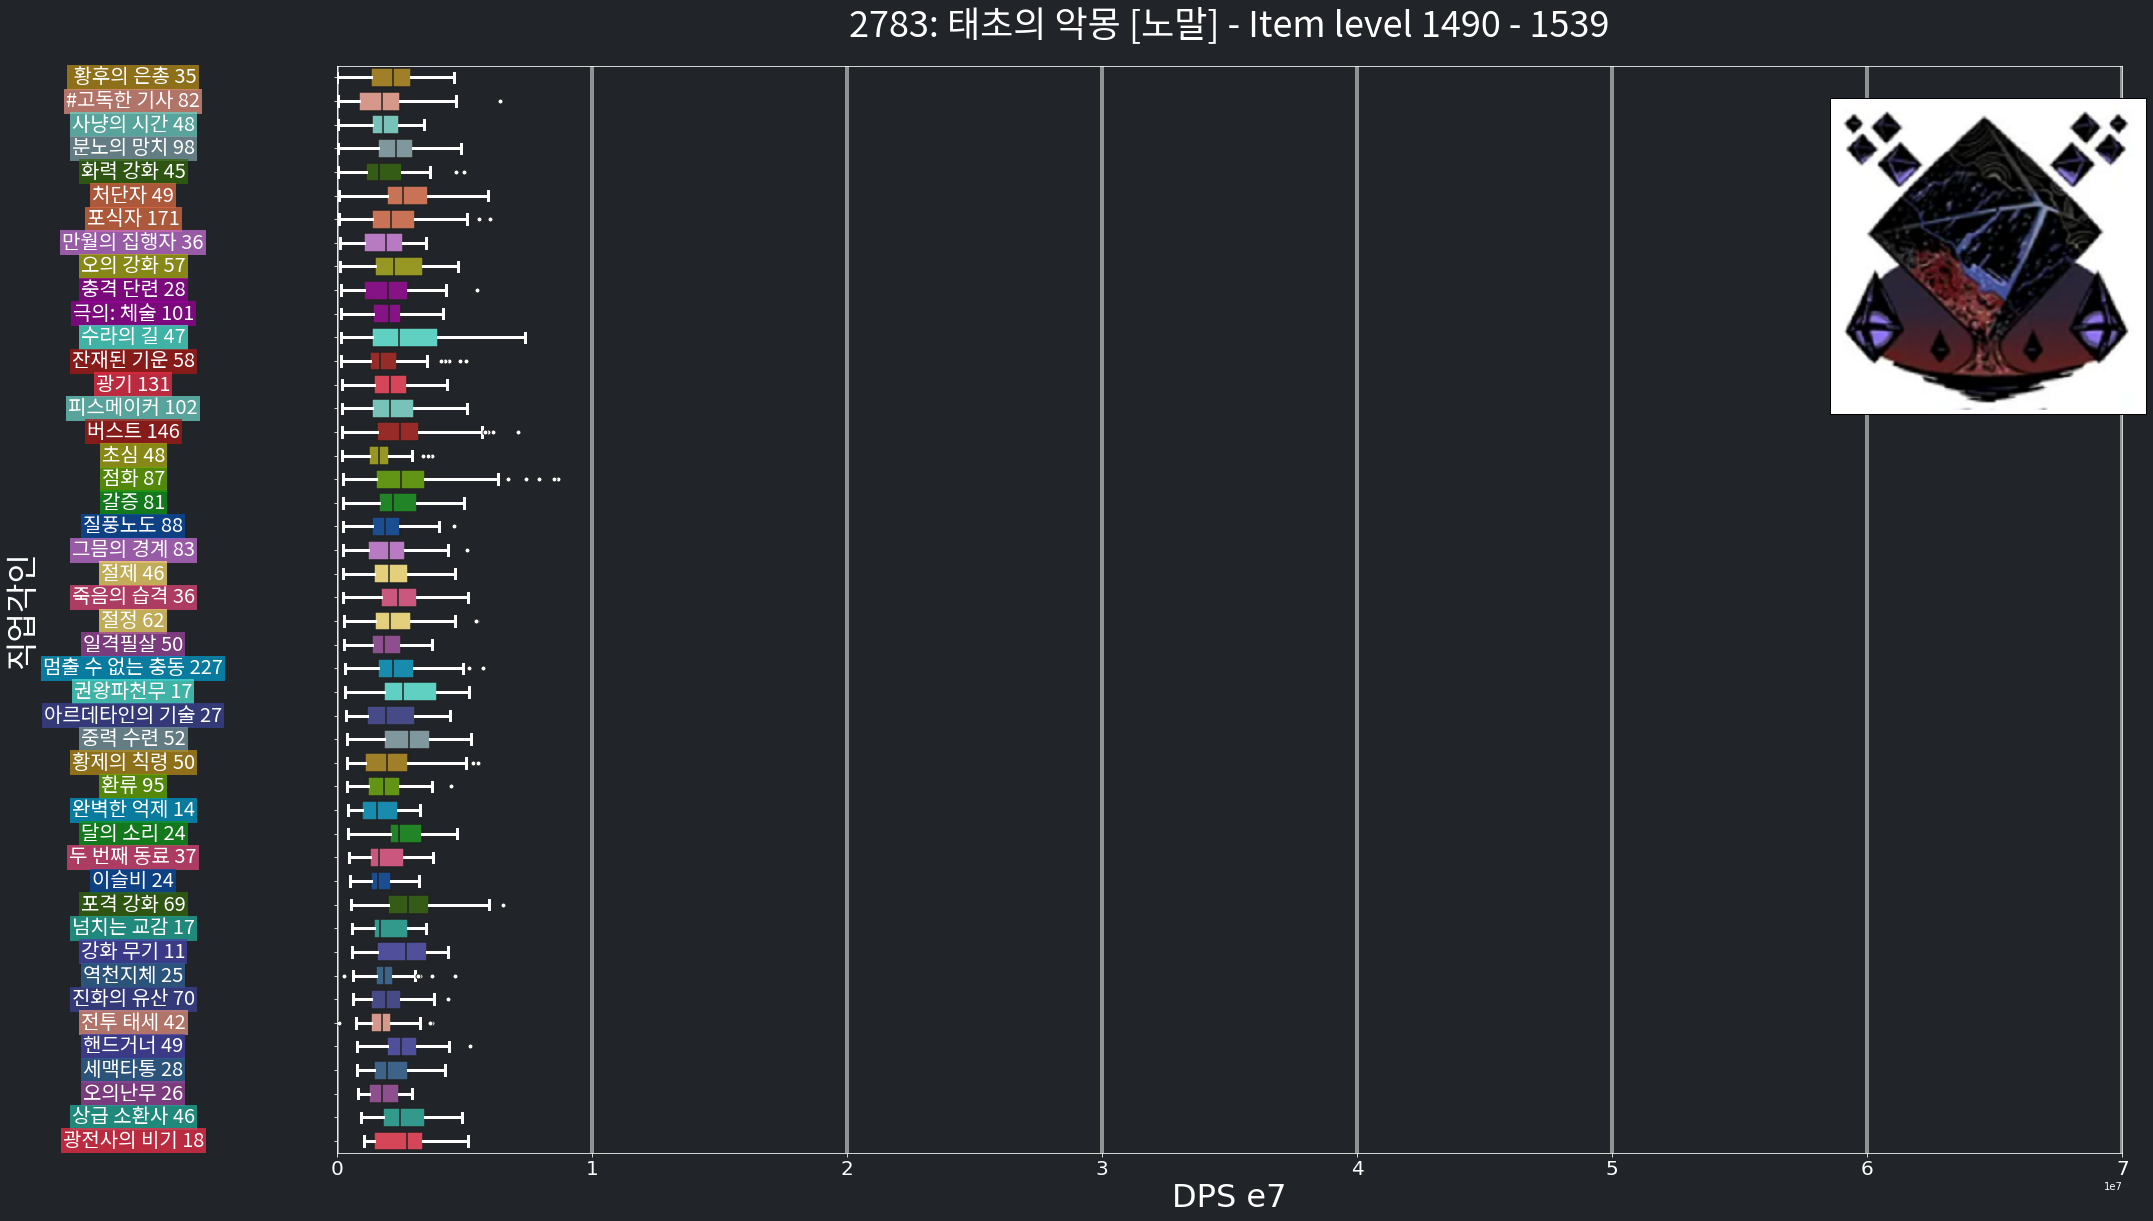 2783: 태초의 악몽 [노말] - Item level 1490 - 1539
황후의 은총 35
#고독한 기사 82
사냥의 시간 48
분노의 망치 98
화력 강화 45
처단자 49
포식자 171
만월의 집행자 36
오의 강화 57
충격 단련 28
극의: 체술 101
수라의 길 47
잔재된 기운 58
광기 131
피스메이커 102
버스트 146
초심 48
점화 87
갈증 81
질풍노도 88
그믐의 경계 83
절제 46
죽음의 습격 36
절정 62
일격필살 50
멈출 수 없는 충동 227
권왕파천무 17
아르데타인의 기술 27
중력 수련 52
황제의 칙령 50
환류 95
완벽한 억제 14
달의 소리 24
두 번째 동료 37
이슬비 24
포격 강화 69
넘치는 교감 17
강화 무기 11
역천지체 25
진화의 유산 70
전투 태세 42
핸드거너 49
세맥타통 28
오의난무 26
상급 소환사 46
광전사의 비기 18
직업각인
0 1 2 3 4 5 6 7
1e7
DPS e7